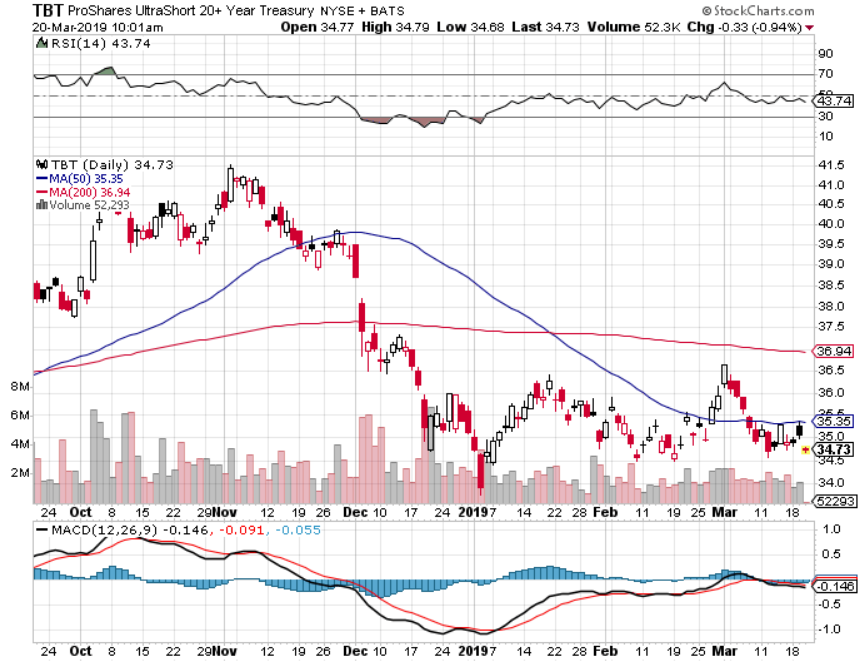 TBT ProShares UltraShort 20+ Year Treasury NYSE + BATS © StockCharts.com
20-Mar-2019 10:01am Open 34.77 High 34.79 Low 34.68 Last 34.73 Volume 52.3K Chg -0.33 (-0.94%)
RSI(14) 43.74
90
70
50
43.74
30
10
TBT (Daily) 34.73
MA(50) 35.35
MA(200) 36.94
Volume 52,293
41.5
41.0
40.5
40.0
39.5
39.0
38.5
38.0
37.5
36.94
36.5
36.0
35.5
35.35
35.0
34.73
34.5
34.0
52293
8M
6M
4M
2M
24 Oct 8 15 22 29 Nov 12 19 26 Dec 10 17 24 2019 7 14 22 28 Feb 11 19 25 Mar 11 18
MACD(12,26,9) -0.146, -0.091, -0.055
1.0
0.5
-0.146
-0.5
-1.0
24 Oct 8 15 22 29 Nov 12 19 26 Dec 10 17 24 2019 7 14 22 28 Feb 11 19 25 Mar 11 18